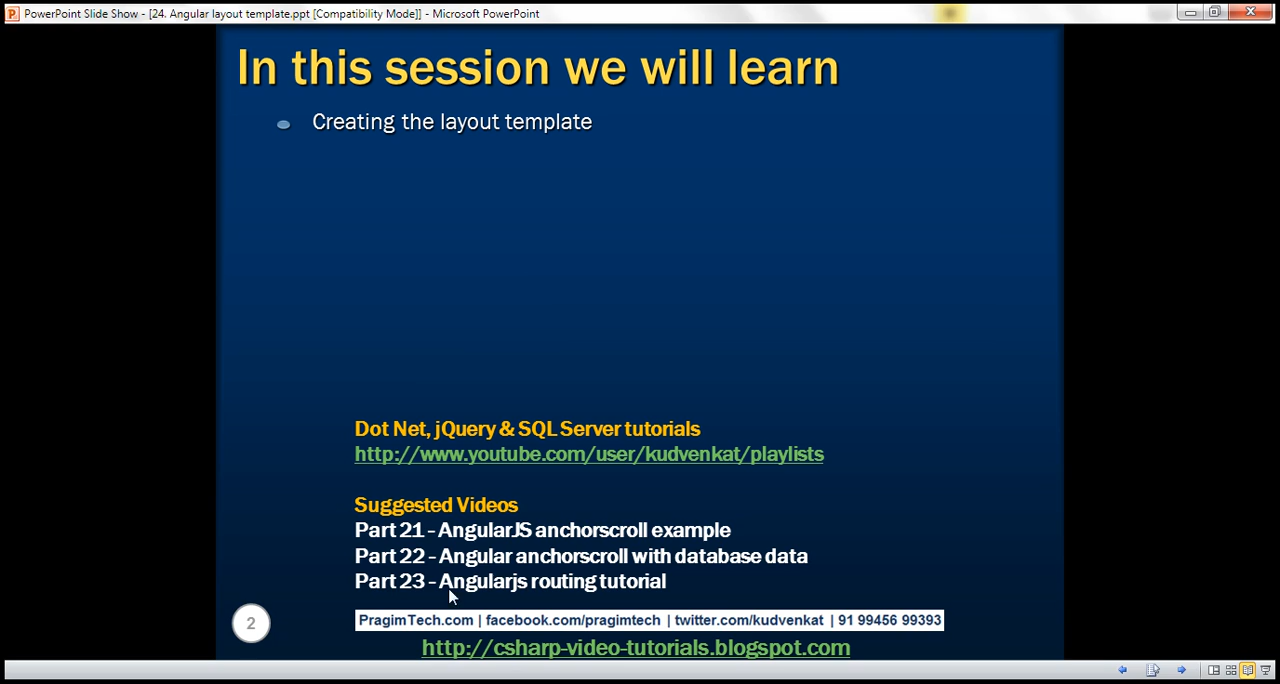 PowerPoint Slide Show - [24. Angular layout template.ppt [Compatibility Mode]] - Microsoft PowerPoint
In this session we will learn
Creating the layout template
Dot Net, jQuery & SQL Server tutorials
http://www.youtube.com/user/kudvenkat/playlists
Suggested Videos
Part 21 - AngularJS anchorscroll example
Part 22 - Angular anchorscroll with database data
Part 23 - Angularjs routing tutorial
2
PragimTech.com | facebook.com/pragimtech | twitter.com/kudvenkat | 91 99456 99393
http://csharp-video-tutorials.blogspot.com